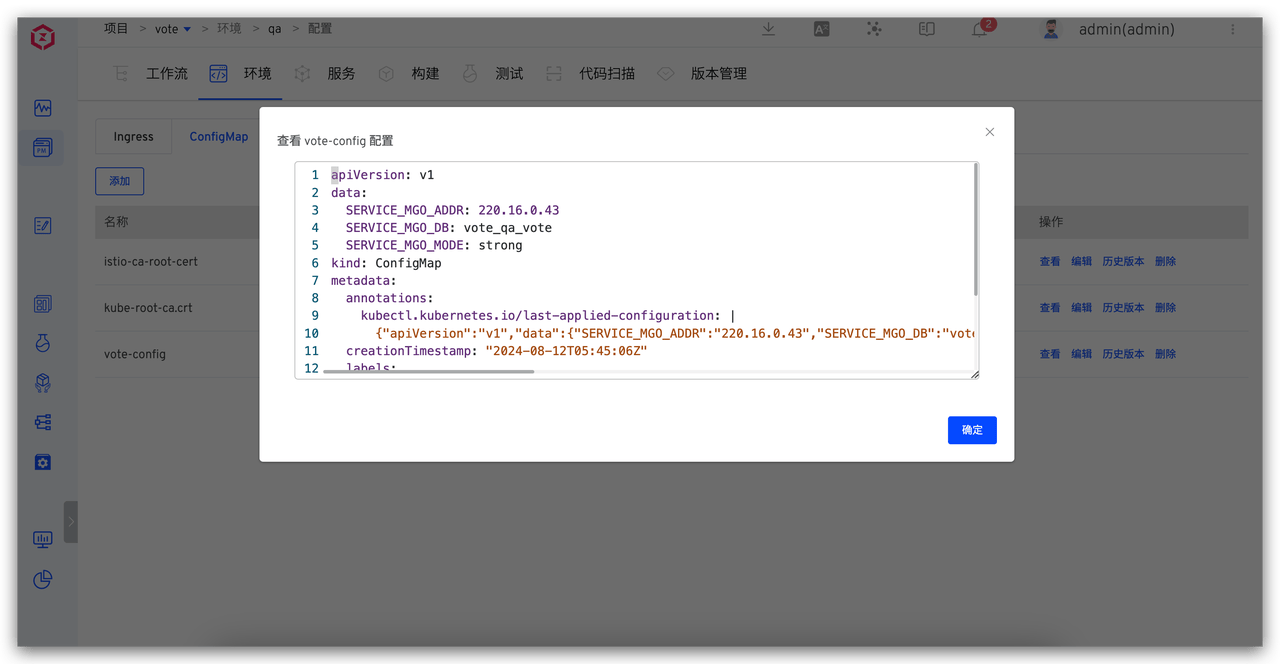 项目 > vote > 环境 > qa > 配置
2
admin(admin)
工作流 环境 服务 构建 测试 代码扫描 版本管理
PM
Ingress ConfigMap
添加
名称 操作
istio-ca-root-cert 查看 编辑 历史版本 删除
kube-root-ca.crt 查看 编辑 历史版本 删除
vote-config 查看 编辑 历史版本 删除
查看 vote-config 配置
1 apiVersion: v1
2 data:
3 SERVICE_MGO_ADDR: 220.16.0.43
4 SERVICE_MGO_DB: vote_qa_vote
5 SERVICE_MGO_MODE: strong
6 kind: ConfigMap
7 metadata:
8 annotations:
9 kubectl.kubernetes.io/last-applied-configuration: |
10 {"apiVersion":"v1","data":{"SERVICE_MGO_ADDR":"220.16.0.43","SERVICE_MGO_DB":"vote
11 creationTimestamp: "2024-08-12T05:45:06Z"
12 labels:
确定